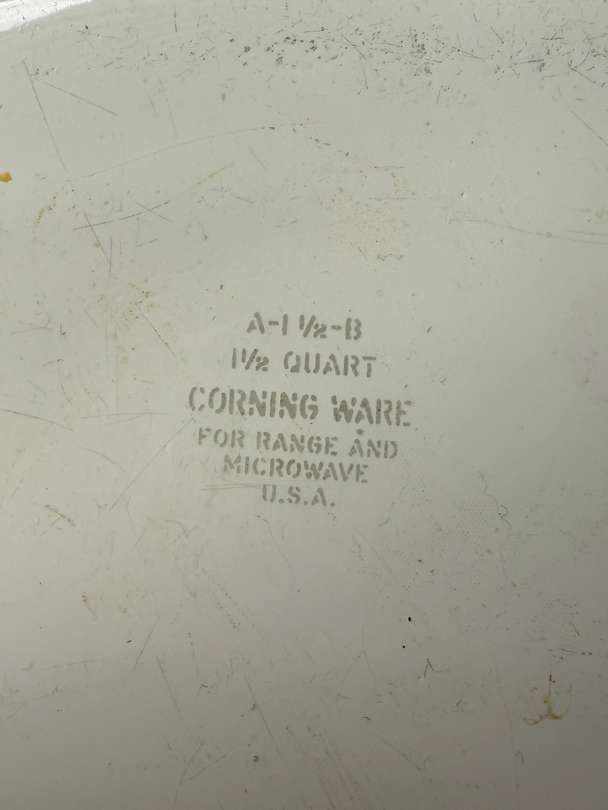 A-1 1/2-B
1 1/2 QUART
CORNING WARE
FOR RANGE AND
MICROWAVE
U.S.A.